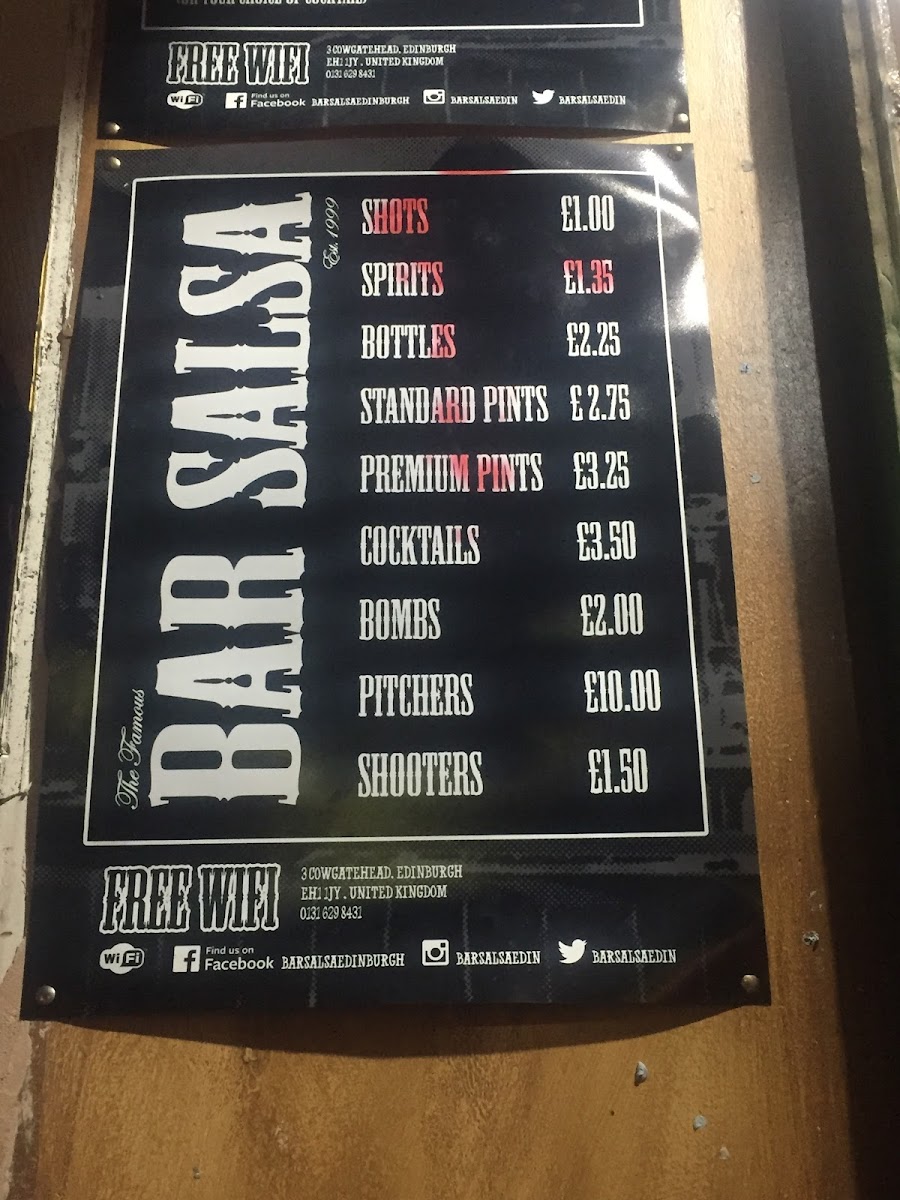 FREE WIFI
3 COWGATEHEAD, EDINBURGH
EH1 1JY . UNITED KINGDOM
0131 629 8431
WiFi
Find us on
Facebook BARSALSAEDINBURGH BARSALSAEDIN BARSALSAEDIN
The Famous
BAR SALSA
Est. 1999
SHOTS £1.00
SPIRITS £1.35
BOTTLES £2.25
STANDARD PINTS £ 2.75
PREMIUM PINTS £3.25
COCKTAILS £3.50
BOMBS £2.00
PITCHERS £10.00
SHOOTERS £1.50
FREE WIFI
3 COWGATEHEAD, EDINBURGH
EH1 1JY . UNITED KINGDOM
0131 629 8431
WiFi
Find us on
Facebook BARSALSAEDINBURGH BARSALSAEDIN BARSALSAEDIN